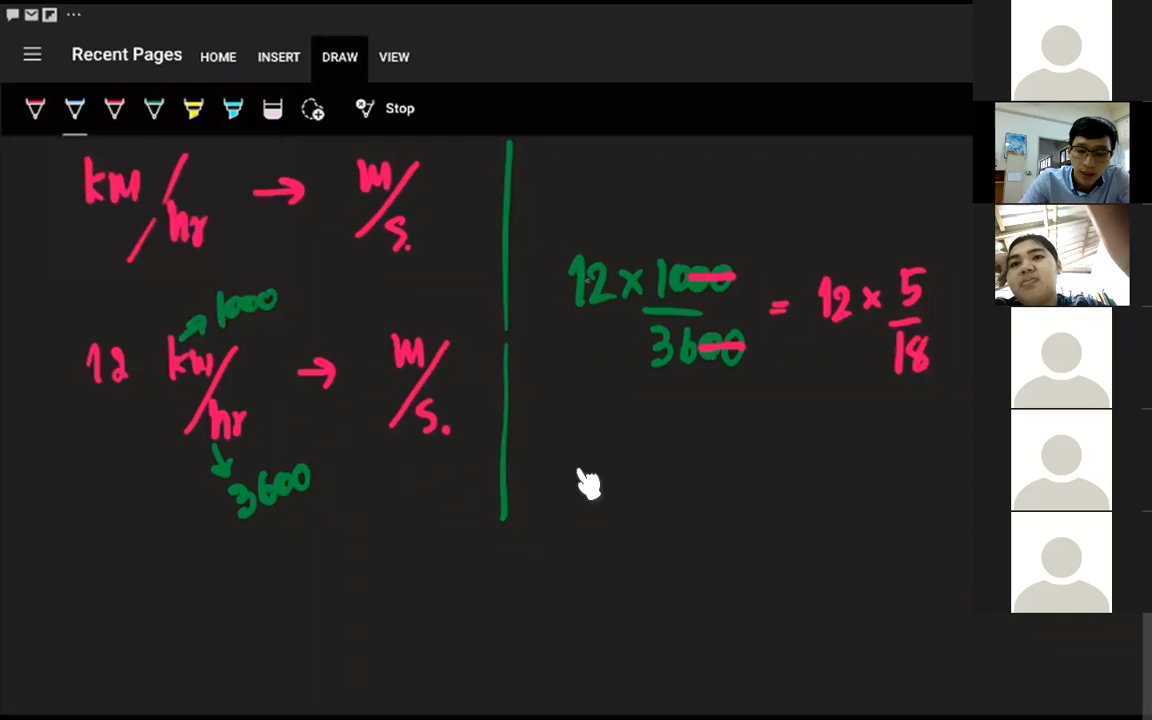 Recent Pages HOME INSERT DRAW VIEW
Stop
km/hr → m/s.
1000
12 km/hr → m/s.
3600
12 × 1000/3600 = 12 × 5/18